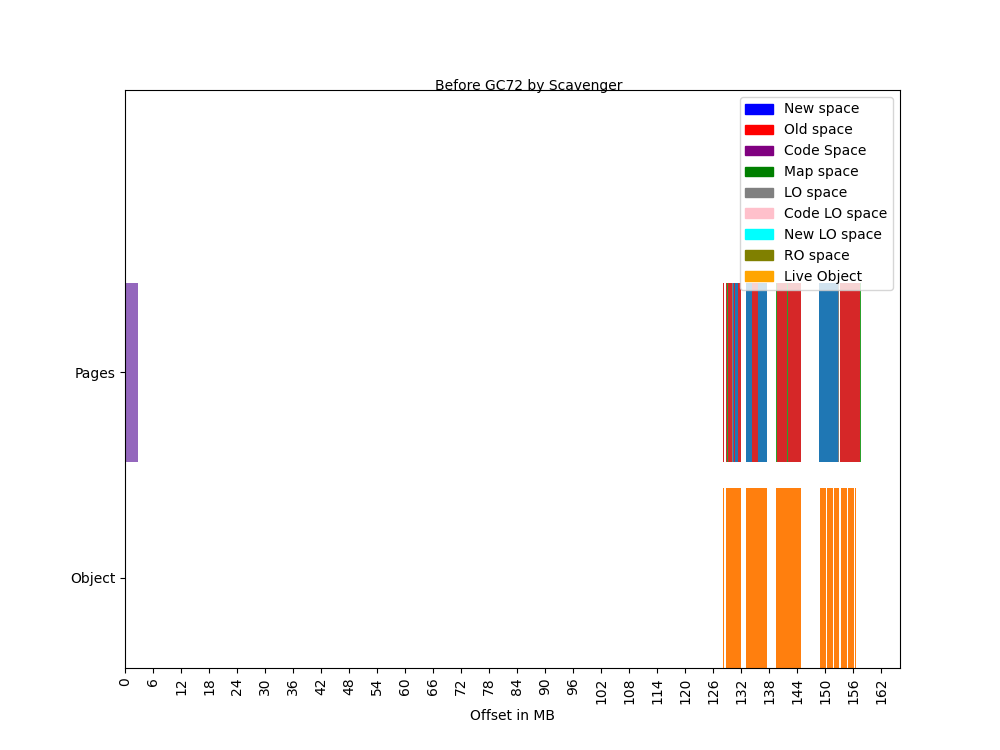 Before GC72 by Scavenger
New space
Old space
Code Space
Map space
LO space
Code LO space
New LO space
RO space
Live Object
Pages
Object
0 6 12 18 24 30 36 42 48 54 60 66 72 78 84 90 96 102 108 114 120 126 132 138 144 150 156 162
Offset in MB